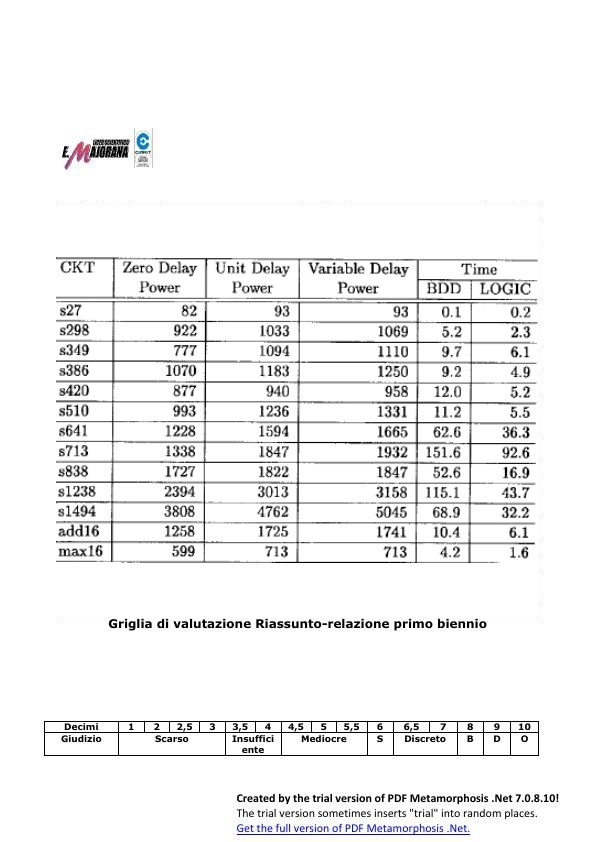 LICEO SCIENTIFICO
E. MAJORANA
CKT Zero Delay Power Unit Delay Power Variable Delay Power Time
BDD LOGIC
s27 82 93 93 0.1 0.2
s298 922 1033 1069 5.2 2.3
s349 777 1094 1110 9.7 6.1
s386 1070 1183 1250 9.2 4.9
s420 877 940 958 12.0 5.2
s510 993 1236 1331 11.2 5.5
s641 1228 1594 1665 62.6 36.3
s713 1338 1847 1932 151.6 92.6
s838 1727 1822 1847 52.6 16.9
s1238 2394 3013 3158 115.1 43.7
s1494 3808 4762 5045 68.9 32.2
add16 1258 1725 1741 10.4 6.1
max16 599 713 713 4.2 1.6
Griglia di valutazione Riassunto-relazione primo biennio
Decimi 1 2 2,5 3 3,5 4 4,5 5 5,5 6 6,5 7 8 9 10
Giudizio Scarso Insuffici Mediocre S Discreto B D O
ente
Created by the trial version of PDF Metamorphosis .Net 7.0.8.10!
The trial version sometimes inserts "trial" into random places.
Get the full version of PDF Metamorphosis .Net.